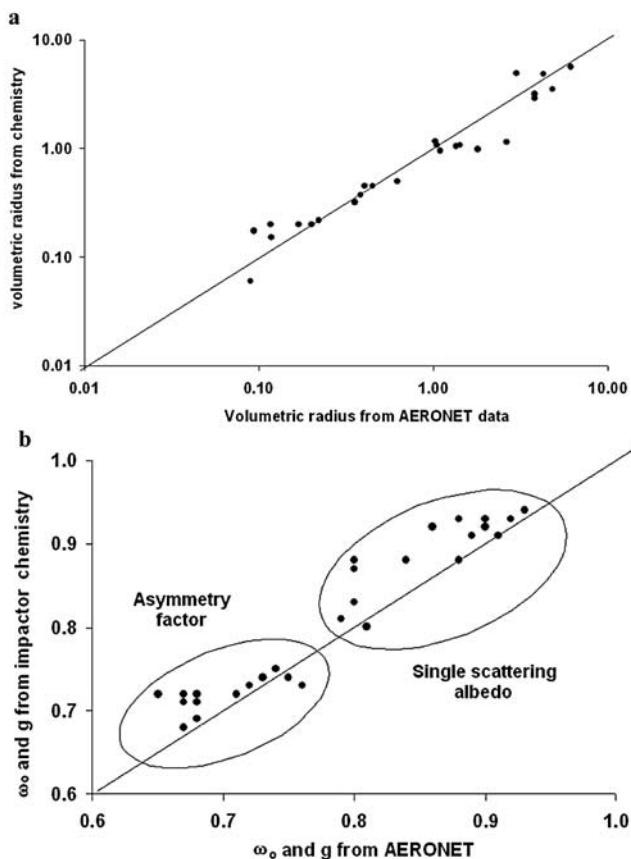 a
10.00
1.00
0.10
0.01
volumetric raidus from chemistry
0.01 0.10 1.00 10.00
Volumetric radius from AERONET data
b
1.0
0.9
0.8
0.7
0.6
ωo and g from impactor chemistry
Asymmetry
factor
Single scattering
albedo
0.6 0.7 0.8 0.9 1.0
ωo and g from AERONET